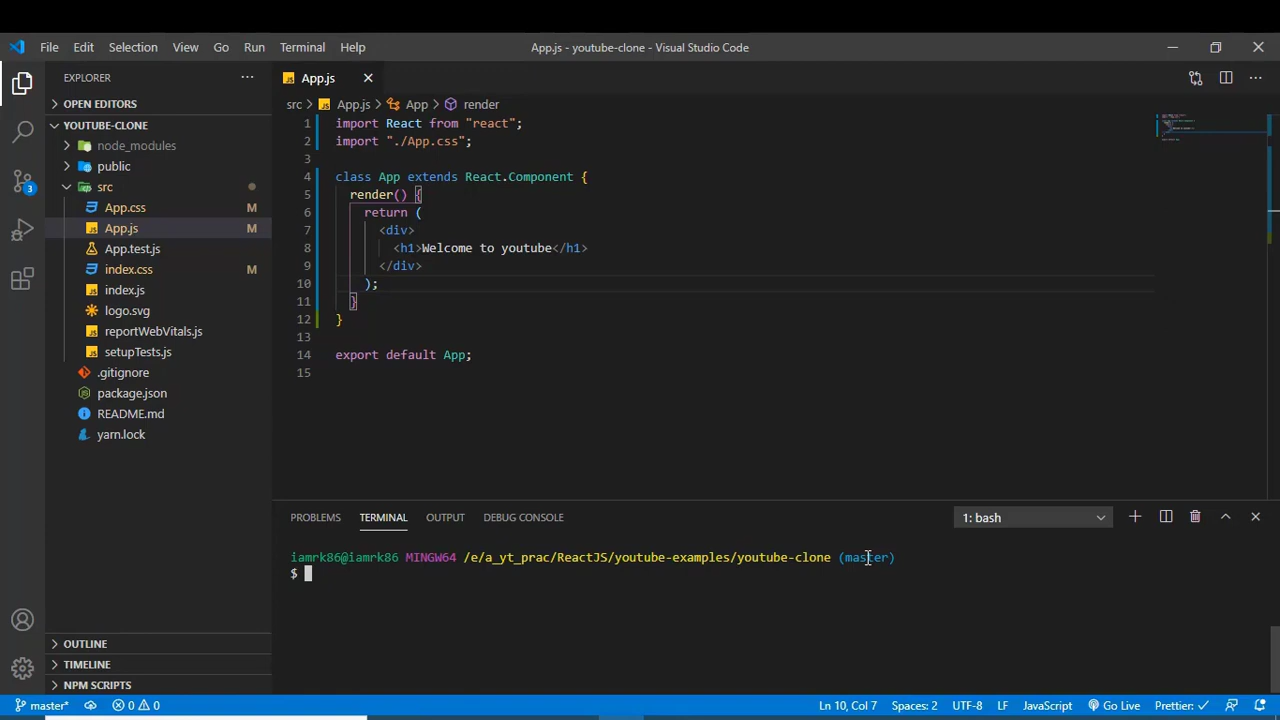 File Edit Selection View Go Run Terminal Help
App.js - youtube-clone - Visual Studio Code
EXPLORER
OPEN EDITORS
YOUTUBE-CLONE
node_modules
public
src
App.css M
App.js M
App.test.js
index.css M
index.js
logo.svg
reportWebVitals.js
setupTests.js
.gitignore
package.json
README.md
yarn.lock
OUTLINE
TIMELINE
NPM SCRIPTS
3
JS App.js
src > JS App.js > App > render
1 import React from "react";
2 import "./App.css";
3
4 class App extends React.Component {
5 render() {
6 return (
7 <div>
8 <h1>Welcome to youtube</h1>
9 </div>
10 );
11 }
12 }
13
14 export default App;
15
PROBLEMS TERMINAL OUTPUT DEBUG CONSOLE
1: bash
iamrk86@iamrk86 MINGW64 /e/a_yt_prac/ReactJS/youtube-examples/youtube-clone (master)
$
master* 0 0
Ln 10, Col 7 Spaces: 2 UTF-8 LF JavaScript Go Live Prettier: ✓